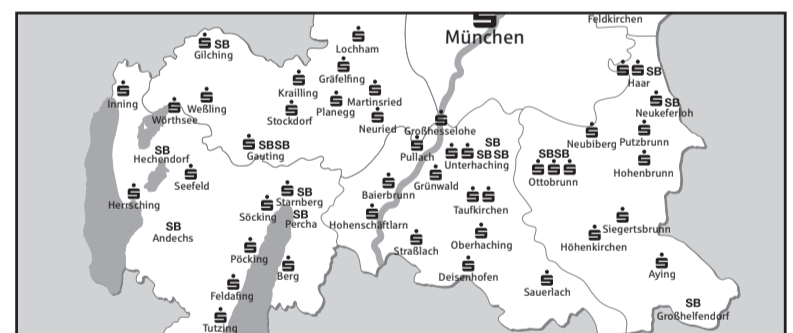 Feldkirchen
München
SB
Gilching
Lochham
Gräfelfing
SB
Haar
Krailling
Inning
Weßling
Planegg
Martinsried
SB
Neukeferloh
Wörthsee
Stockdorf
Neuried
Großhesselohe
Neubiberg
Putzbrunn
SBSB
Gauting
Pullach
SB
SB SB
Unterhaching
SB
Hechendorf
SBSB
Ottobrunn
Hohenbrunn
Seefeld
Grünwald
Herrsching
SB
Starnberg
Baierbrunn
Taufkirchen
Söcking
SB
Percha
Hohenschäftlarn
Siegertsbrunn
SB
Andechs
Straßlach
Oberhaching
Höhenkirchen
Pöcking
Berg
Deisenhofen
Sauerlach
Aying
Feldafing
SB
Großhelfendorf
Tutzing